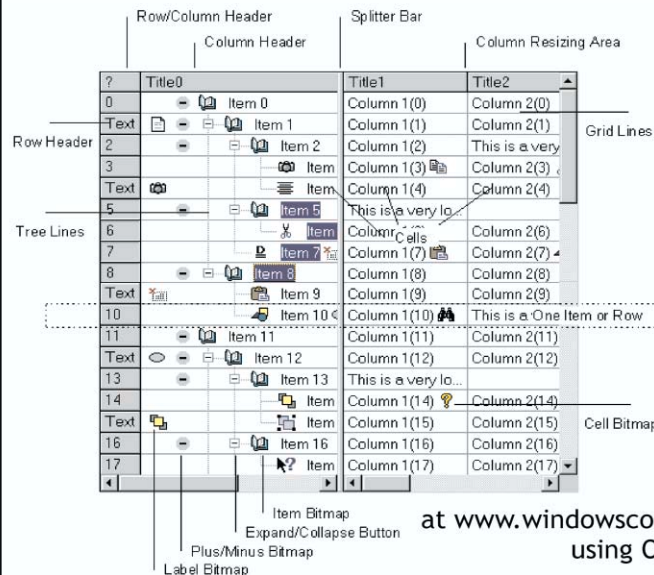 Row/Column Header
Splitter Bar
Column Header
Column Resizing Area
? Title0 Title1 Title2
0 Item 0 Column 1(0) Column 2(0)
Text Item 1 Column 1(1) Column 2(1)
Grid Lines
Row Header
2 Item 2 Column 1(2) This is a very
3 Item Column 1(3) Column 2(3)
Text Item Column 1(4) Column 2(4)
5 Item 5 This is a very lo...
Tree Lines
6 Item Column 2(6)
Cells
7 Item 7 Column 1(7) Column 2(7)
8 Item 8 Column 1(8) Column 2(8)
Text Item 9 Column 1(9) Column 2(9)
10 Item 10 Column 1(10) This is a One Item or Row
11 Item 11 Column 1(11) Column 2(11)
Text Item 12 Column 1(12) Column 2(12)
13 Item 13 This is a very lo...
14 Item Column 1(14) Column 2(14)
Text Item Column 1(15) Column 2(15)
Cell Bitmap
16 Item 16 Column 1(16) Column 2(16)
17 Item Column 1(17) Column 2(17)
Item Bitmap
Expand/Collapse Button
Plus/Minus Bitmap
Label Bitmap
at www.windowsco
using